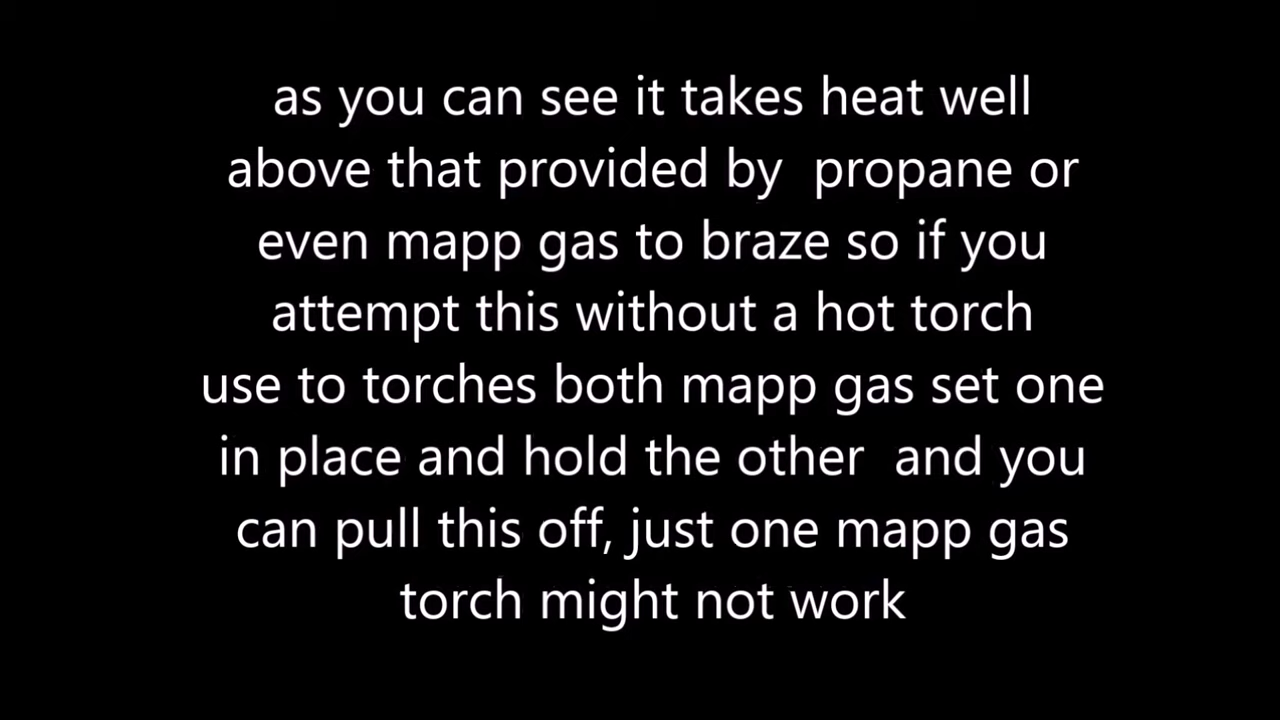 as you can see it takes heat well
above that provided by  propane or
even mapp gas to braze so if you
attempt this without a hot torch
use to torches both mapp gas set one
in place and hold the other  and you
can pull this off, just one mapp gas
torch might not work